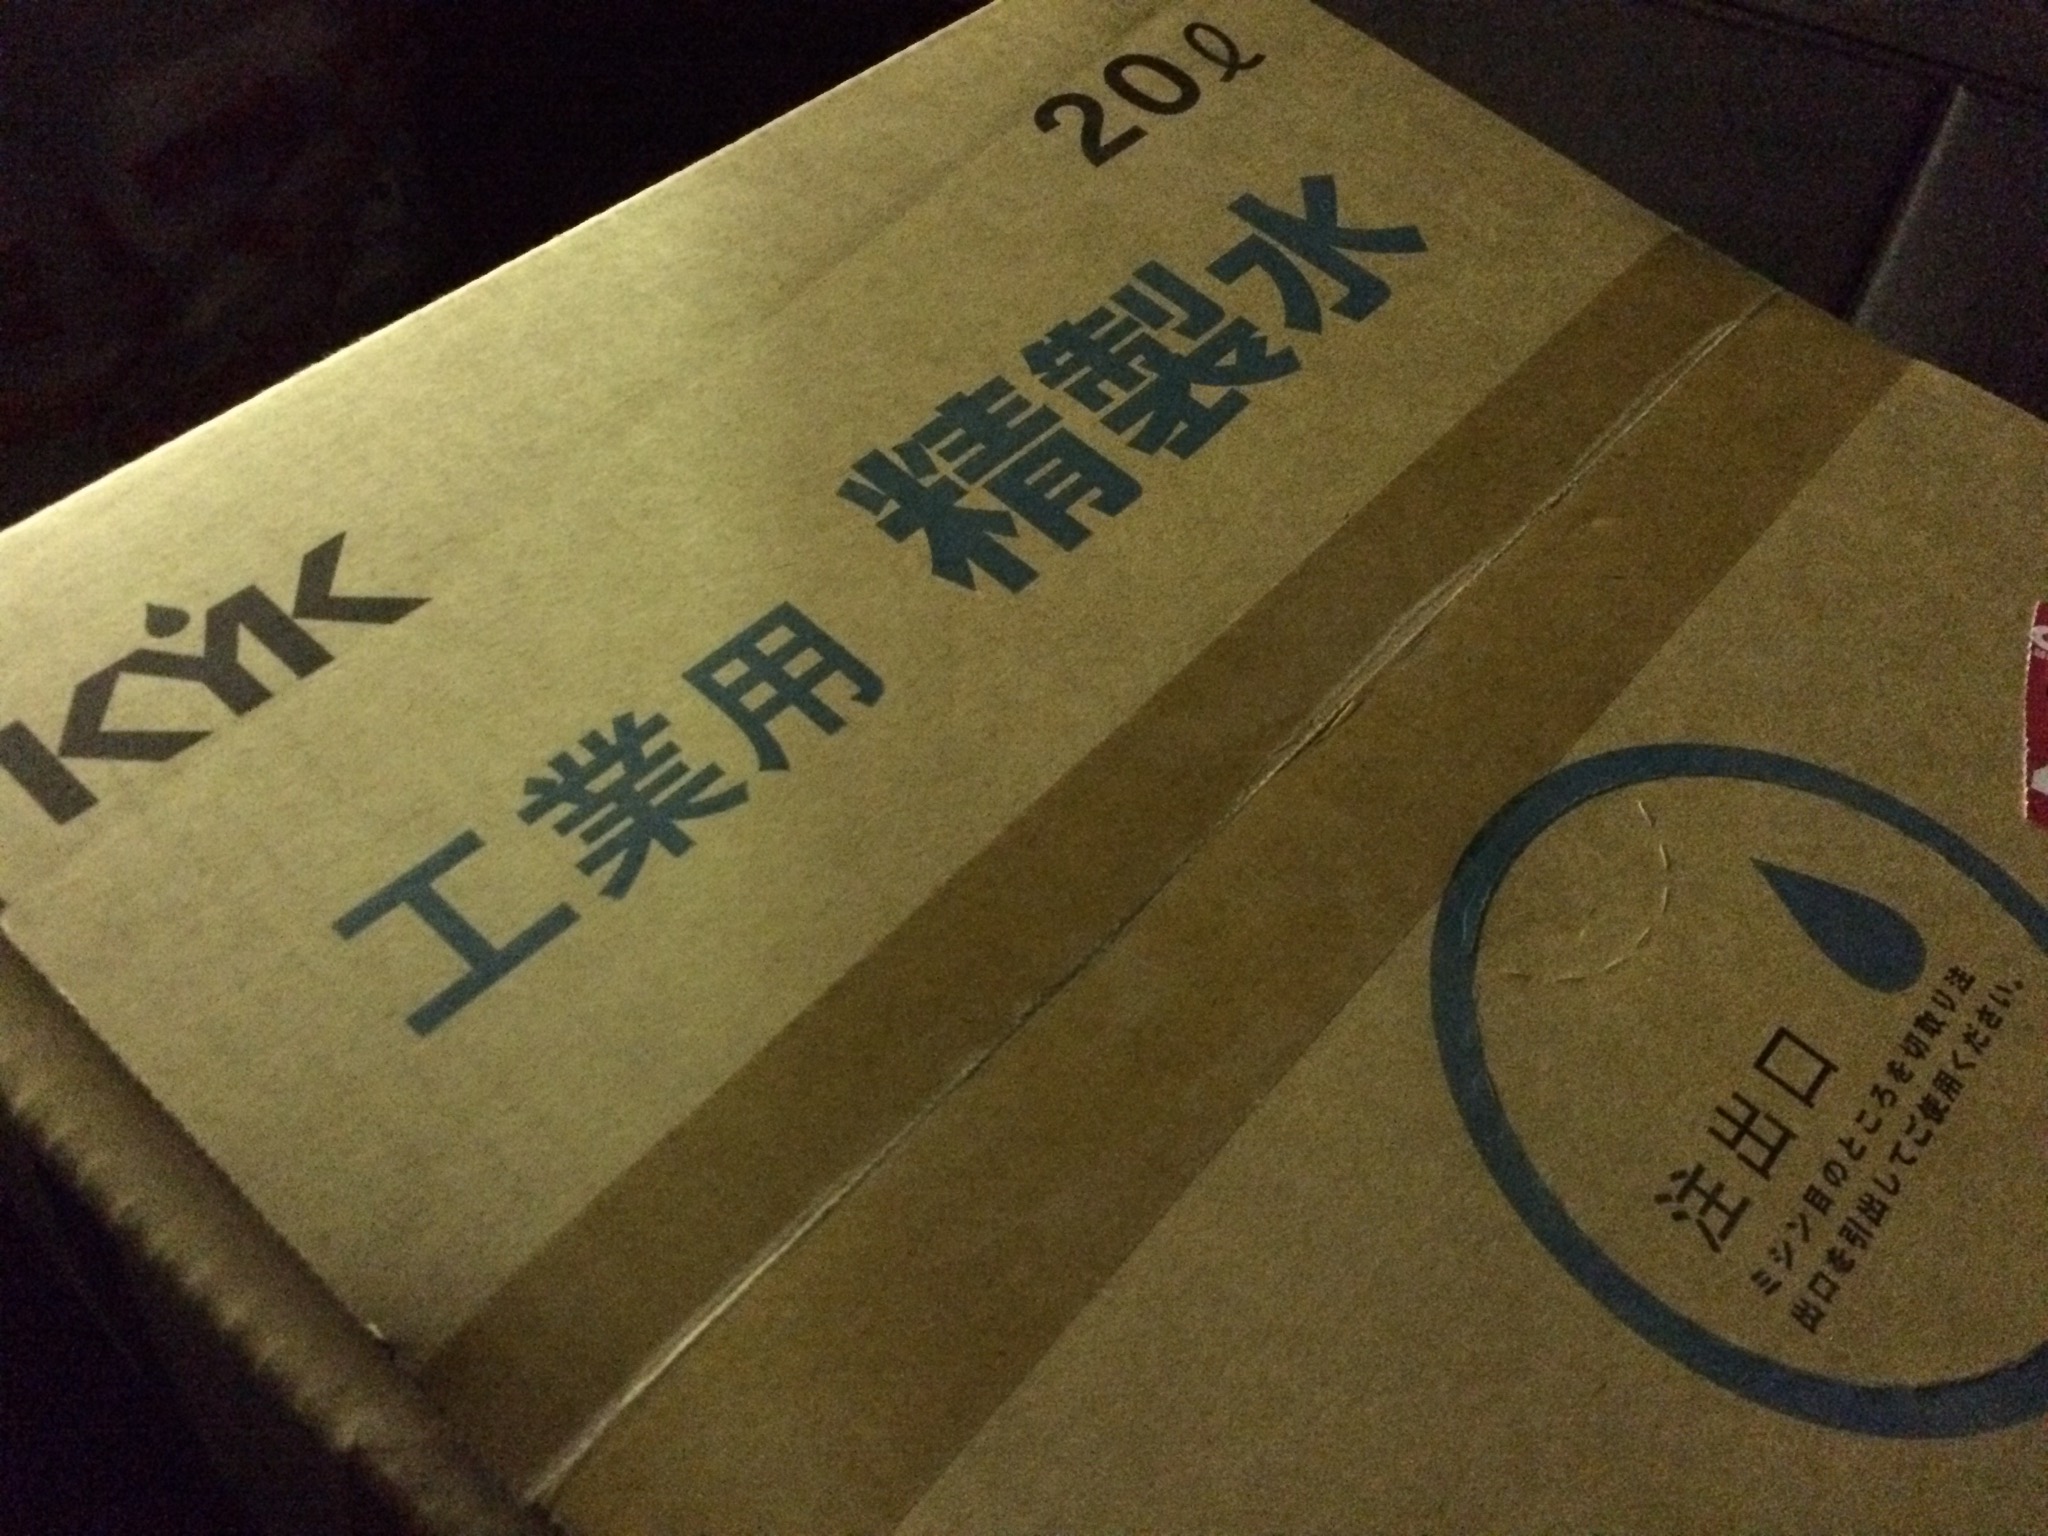 KYK
20ℓ
工業用 精製水
注出口
ミシン目のところを切取り注
出口を引出してご使用ください。